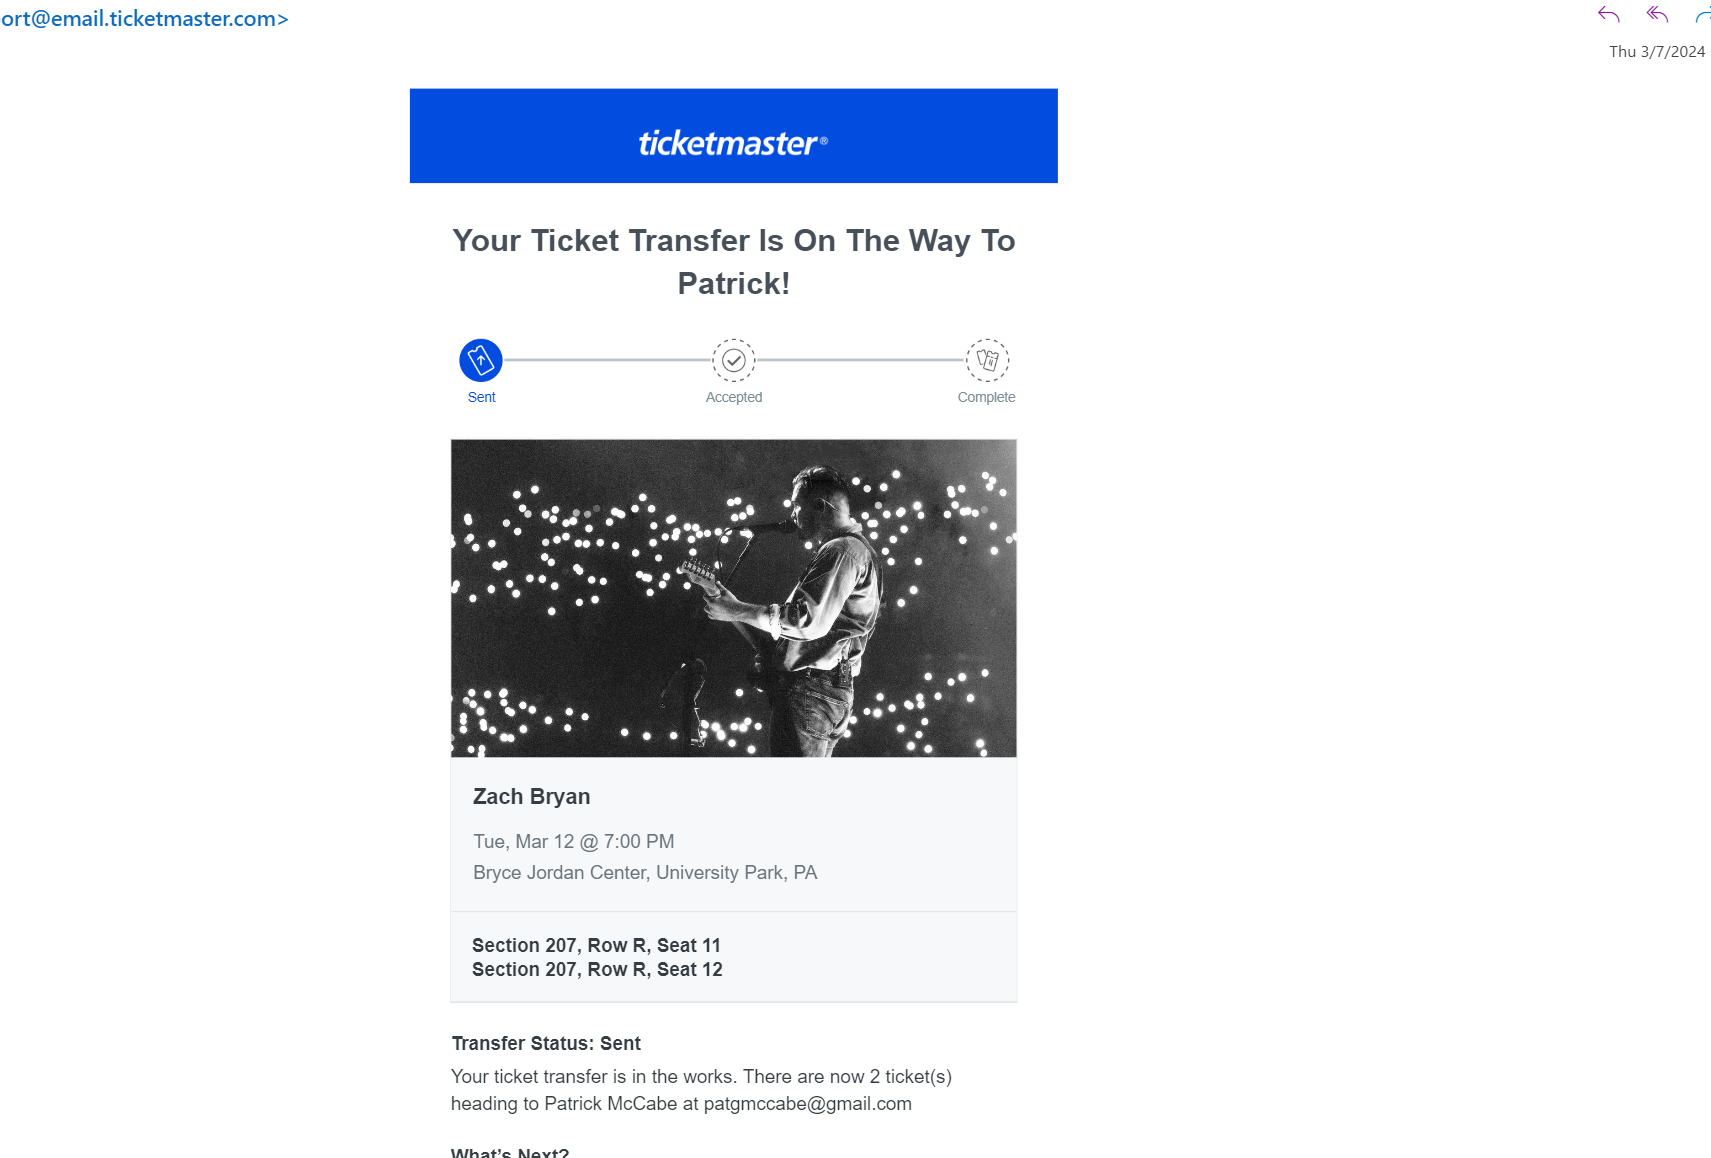 ort@email.ticketmaster.com>
Thu 3/7/2024
ticketmaster®
Your Ticket Transfer Is On The Way To
Patrick!
Sent
Accepted
Complete
Zach Bryan
Tue, Mar 12 @ 7:00 PM
Bryce Jordan Center, University Park, PA
Section 207, Row R, Seat 11
Section 207, Row R, Seat 12
Transfer Status: Sent
Your ticket transfer is in the works. There are now 2 ticket(s)
heading to Patrick McCabe at patgmccabe@gmail.com
What's Next?